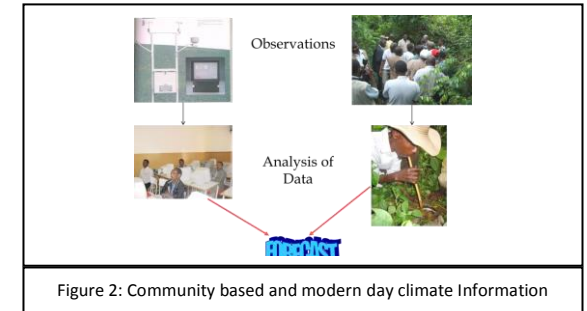 Observations
Analysis of
Data
FORECAST
Figure 2: Community based and modern day climate Information